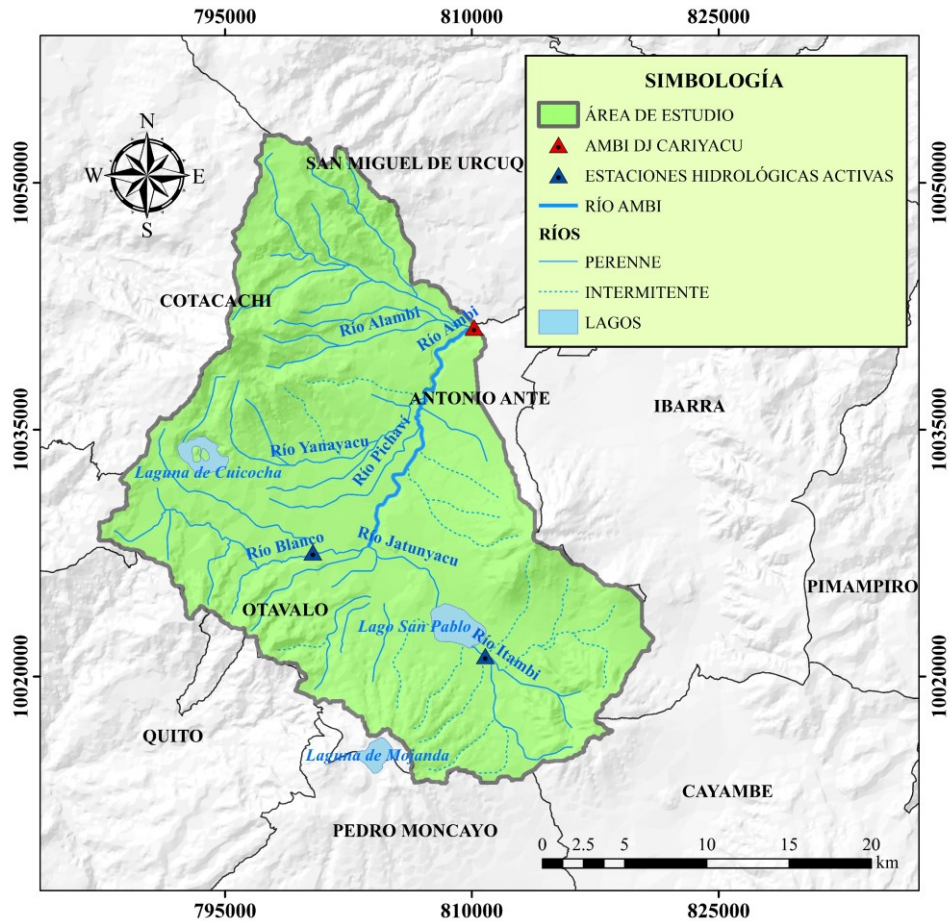 795000
810000
825000
SIMBOLOGÍA
ÁREA DE ESTUDIO
AMBI DJ CARIYACU
ESTACIONES HIDROLÓGICAS ACTIVAS
RÍO AMBI
RÍOS
PERENNE
INTERMITENTE
LAGOS
N
W
E
S
10050000
10050000
SAN MIGUEL DE URCUQ
COTACACHI
Río Alambí
Río Ambi
ANTONIO ANTE
IBARRA
10035000
10035000
Río Yanayacu
Río Pichaví
Laguna de Cuicocha
Río Blanco
Río Jatunyacu
PIMAMPIRO
OTAVALO
Lago San Pablo
Río Itambi
10020000
10020000
QUITO
Laguna de Mojanda
CAYAMBE
PEDRO MONCAYO
0 2.5 5 10 15 20
km
795000
810000
825000